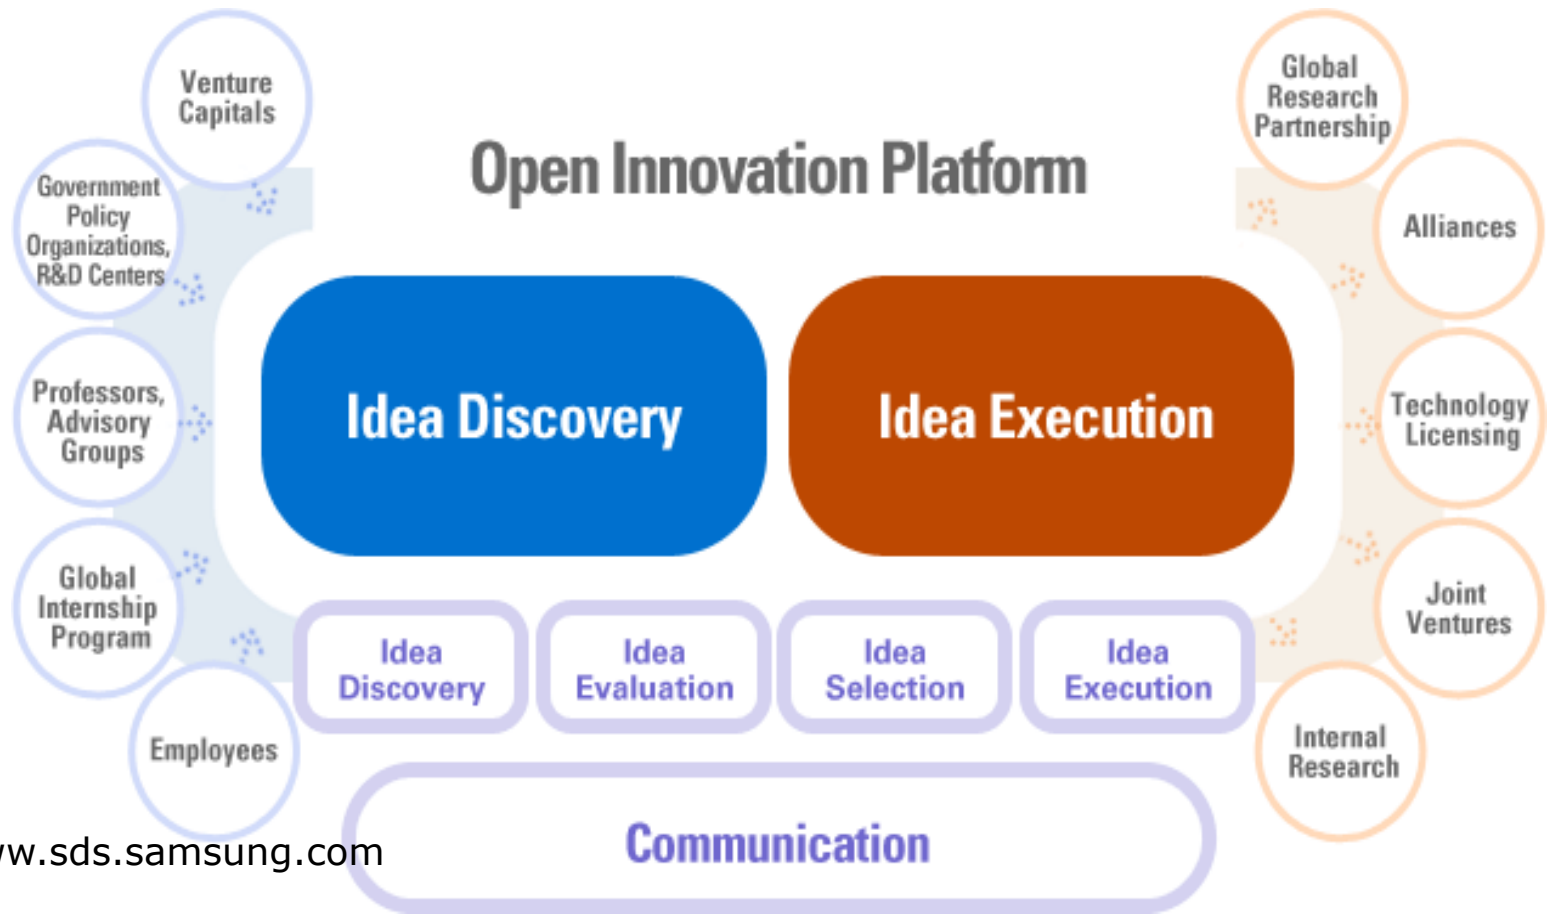 Venture
Capitals
Government
Policy
Organizations,
R&D Centers
Professors,
Advisory
Groups
Global
Internship
Program
Employees
Open Innovation Platform
Idea Discovery
Idea Execution
Idea
Discovery
Idea
Evaluation
Idea
Selection
Idea
Execution
Communication
Global
Research
Partnership
Alliances
Technology
Licensing
Joint
Ventures
Internal
Research
w.sds.samsung.com